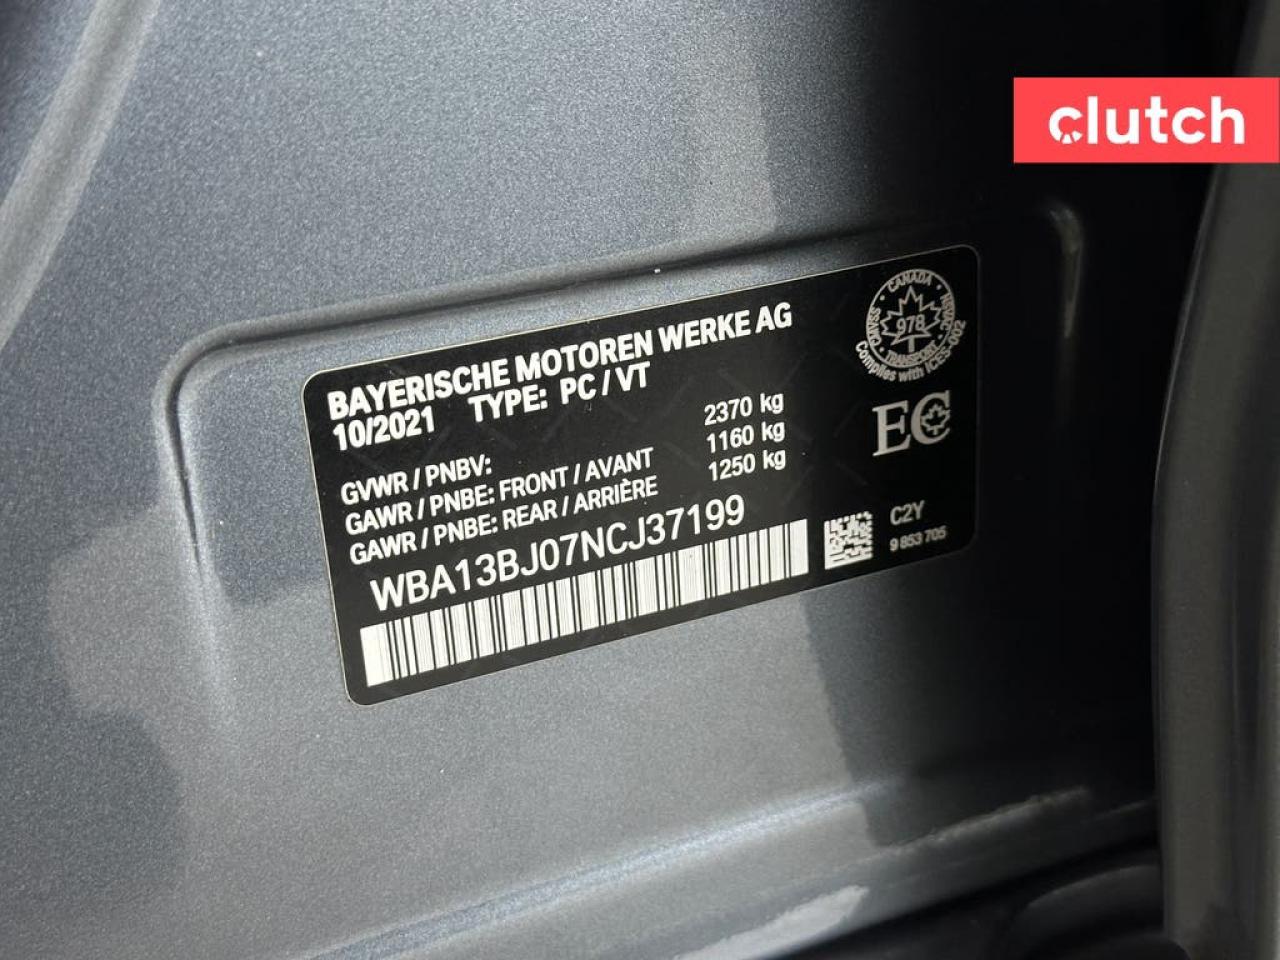 clutch
BAYERISCHE MOTOREN WERKE AG
10/2021 TYPE: PC / VT
GVWR / PNBV: 2370 kg
GAWR / PNBE: FRONT / AVANT 1160 kg
GAWR / PNBE: REAR / ARRIÈRE 1250 kg
WBA13BJ07NCJ37199
CANADA
978
TRANSPORT
CMVSS
NSVAC
Complies with ICES-002
EC
C2Y
9 853 705